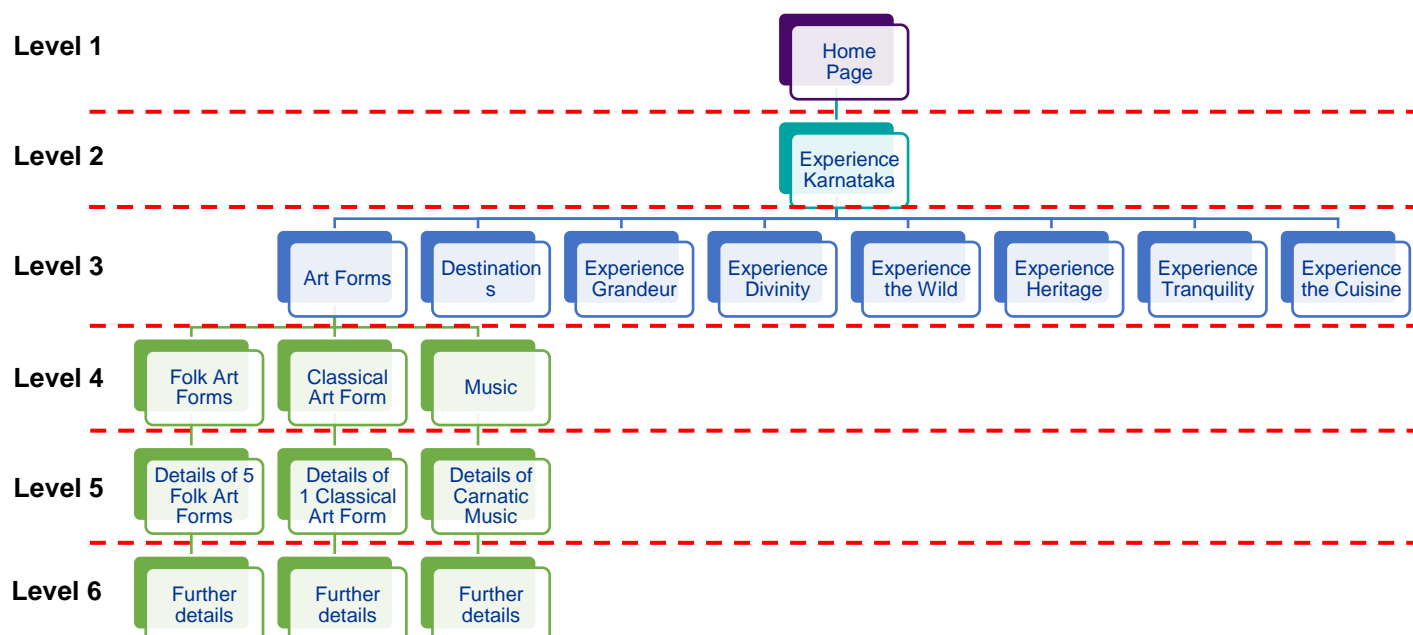 Level 1
Home
Page
Level 2
Experience
Karnataka
Level 3
Art Forms
Destination
s
Experience
Grandeur
Experience
Divinity
Experience
the Wild
Experience
Heritage
Experience
Tranquility
Experience
the Cuisine
Level 4
Folk Art
Forms
Classical
Art Form
Music
Level 5
Details of 5
Folk Art
Forms
Details of
1 Classical
Art Form
Details of
Carnatic
Music
Level 6
Further
details
Further
details
Further
details